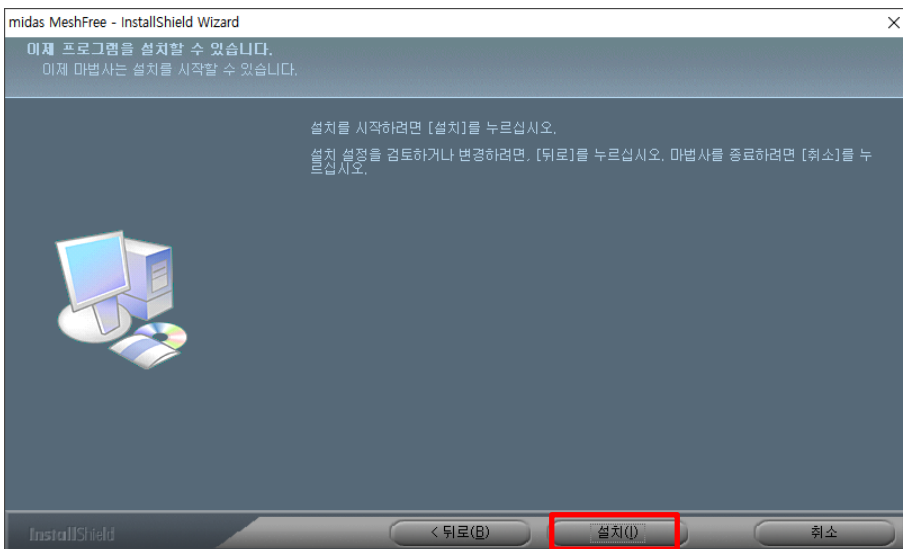 midas MeshFree - InstallShield Wizard
이제 프로그램을 설치할 수 있습니다.
이제 마법사는 설치를 시작할 수 있습니다.
설치를 시작하려면 [설치]를 누르십시오.
설치 설정을 검토하거나 변경하려면, [뒤로]를 누르십시오. 마법사를 종료하려면 [취소]를 누
르십시오.
InstallShield
< 뒤로(B)
설치(I)
취소